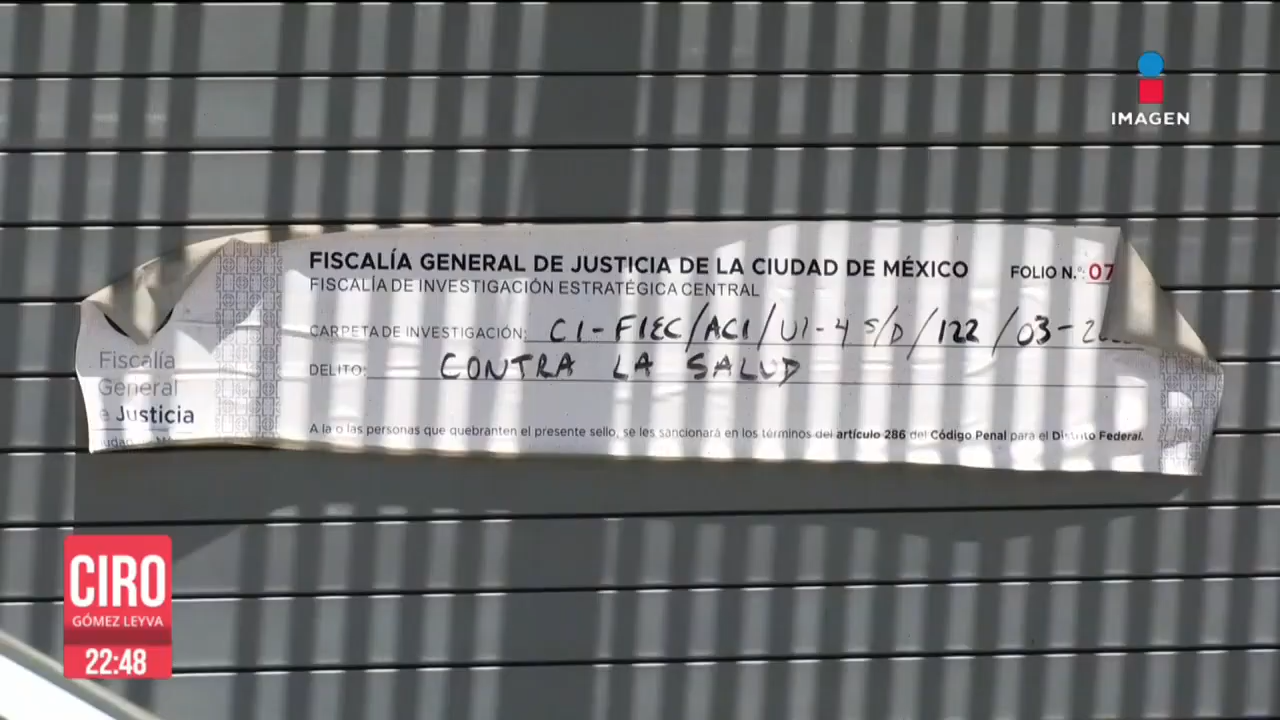 IMAGEN
FISCALÍA GENERAL DE JUSTICIA DE LA CIUDAD DE MÉXICO
FOLIO N.º: 07
FISCALÍA DE INVESTIGACIÓN ESTRATÉGICA CENTRAL
CARPETA DE INVESTIGACIÓN: CI-FIEC/ACI/UI-4 S/D/122/03-2
DELITO: CONTRA LA SALUD
A la o las personas que quebranten el presente sello, se les sancionará en los términos del artículo 286 del Código Penal para el Distrito Federal.
Fiscalía
General
e Justicia
CIRO
GÓMEZ LEYVA
22:48